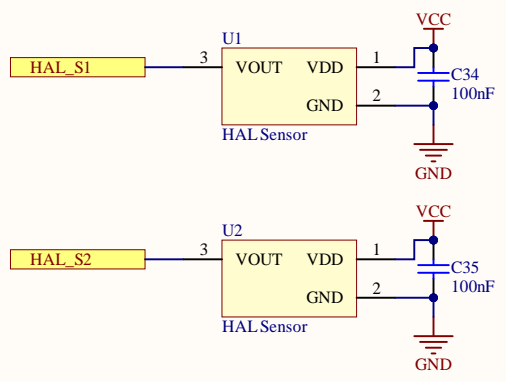 VCC
U1
HAL_S1
3
VOUT
VDD
1
C34
100nF
GND
2
HAL Sensor
GND
VCC
U2
HAL_S2
3
VOUT
VDD
1
C35
100nF
GND
2
HAL Sensor
GND